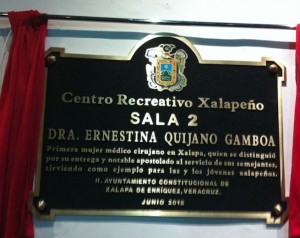 Centro Recreativo Xalapeño
SALA 2
DRA. ERNESTINA QUIJANO GAMBOA
Primera mujer médico cirujano en Xalapa, quien se distinguió
por su entrega y notable apostolado al servicio de sus semejantes,
sirviendo como ejemplo para las y los jóvenes xalapeños.
H. AYUNTAMIENTO CONSTITUCIONAL DE
XALAPA DE ENRÍQUEZ, VERACRUZ.
JUNIO 2015